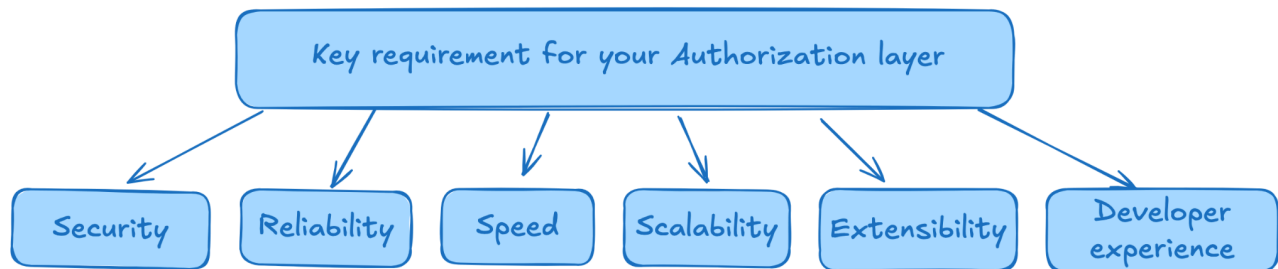 Key requirement for your Authorization layer
Security
Reliability
Speed
Scalability
Extensibility
Developer
experience